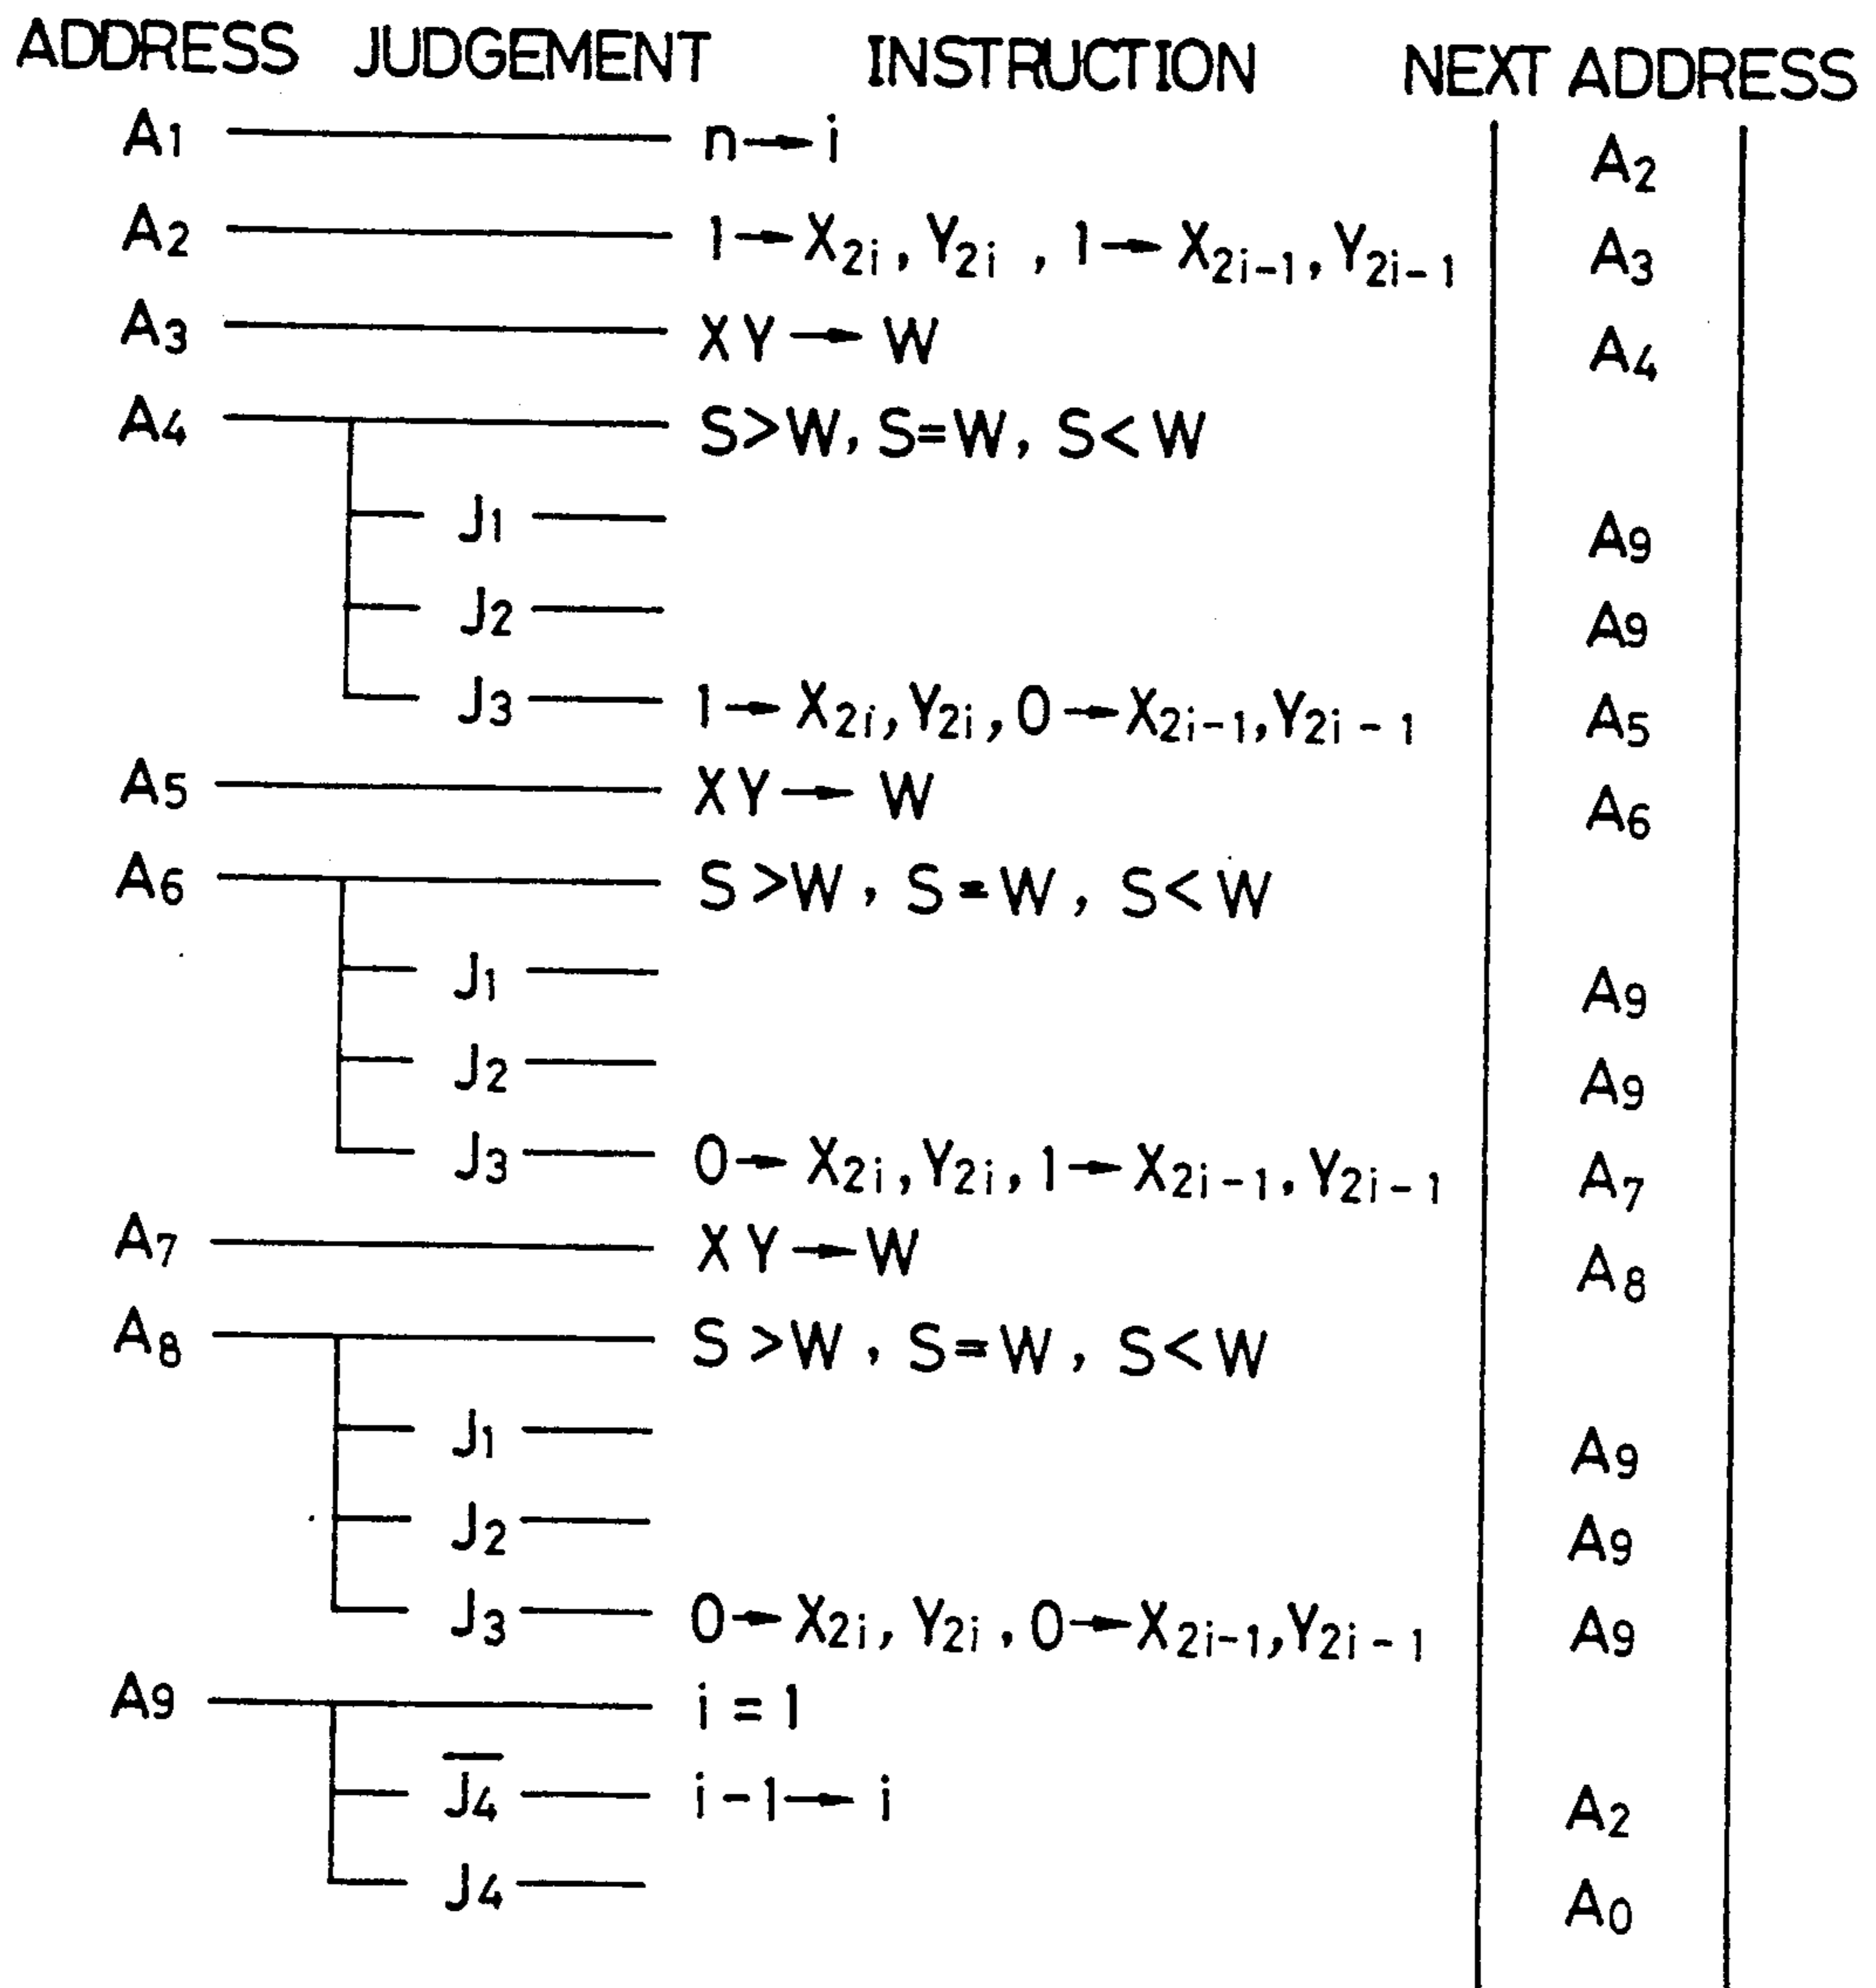 ADDRESS JUDGEMENT INSTRUCTION NEXT ADDRESS
A1 n→i A2
A2 1→X2i, Y2i , 1→X2i-1, Y2i-1 A3
A3 XY→W A4
A4 S>W, S=W, S<W
J1 A9
J2 A9
J3 1→X2i, Y2i, 0→X2i-1, Y2i-1 A5
A5 XY→W A6
A6 S>W, S=W, S<W
J1 A9
J2 A9
J3 0→X2i, Y2i, 1→X2i-1, Y2i-1 A7
A7 XY→W A8
A8 S>W, S=W, S<W
J1 A9
J2 A9
J3 0→X2i, Y2i, 0→X2i-1, Y2i-1 A9
A9 i=1
J̅4 i-1→i A2
J4 A0